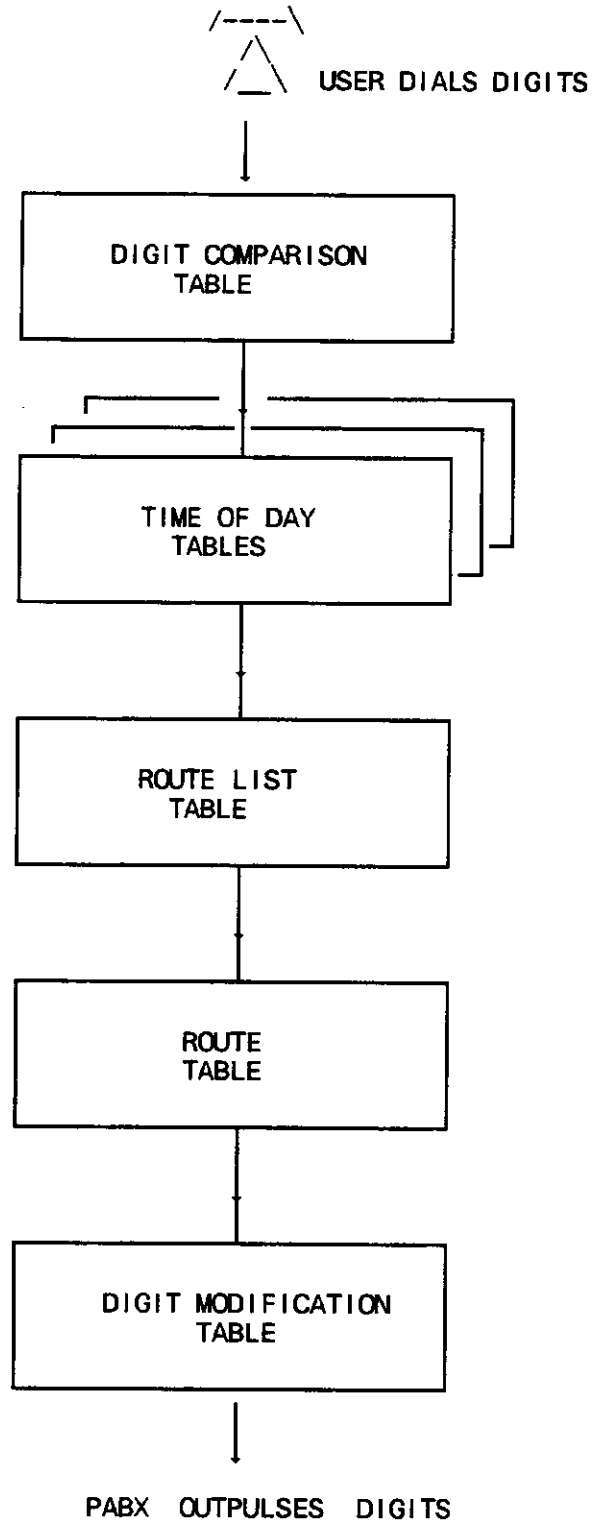 USER DIALS DIGITS
DIGIT COMPARISON
TABLE
TIME OF DAY
TABLES
ROUTE LIST
TABLE
ROUTE
TABLE
DIGIT MODIFICATION
TABLE
PABX OUTPULSES DIGITS